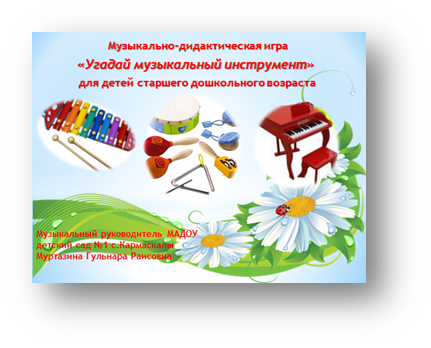 Музыкально-дидактическая игра
«Угадай музыкальный инструмент»
для детей старшего дошкольного возраста
Музыкальный руководитель МАДОУ
детский сад №1 с.Кармаскалы
Муртазина Гульнара Раисовна